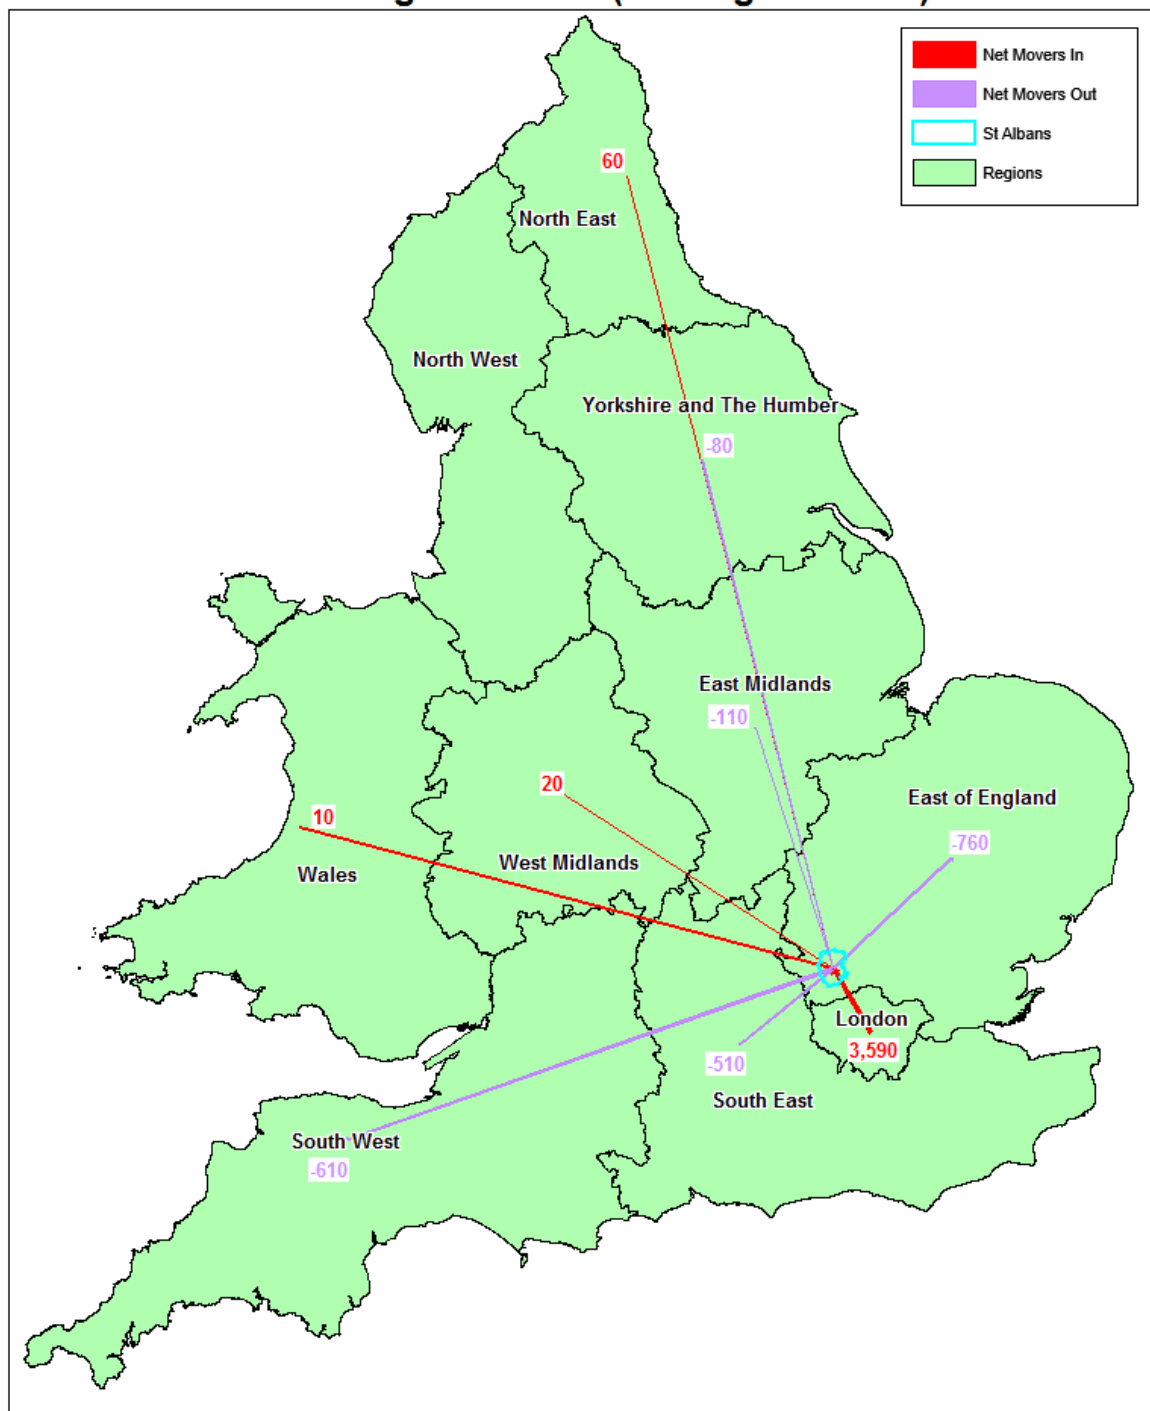 Net Movers In
Net Movers Out
St Albans
Regions
60
North East
North West
Yorkshire and The Humber
-80
East Midlands
-110
20
East of England
10
-760
West Midlands
Wales
London
3,590
-510
South East
South West
-610